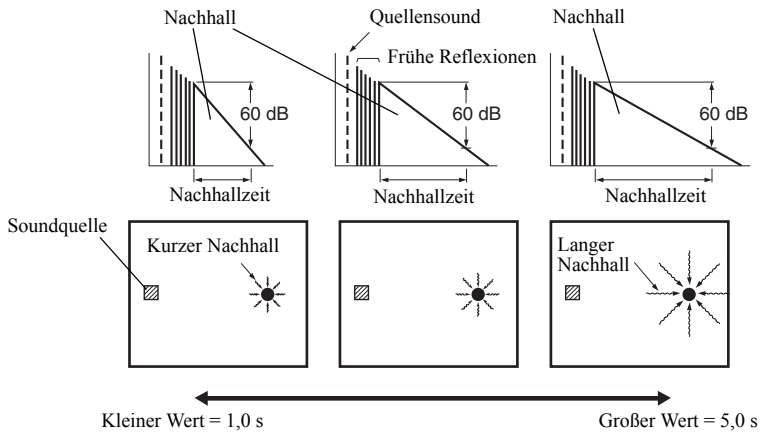 Nachhall
Quellensound
Nachhall
Frühe Reflexionen
60 dB
60 dB
60 dB
Nachhallzeit
Nachhallzeit
Nachhallzeit
Soundquelle
Kurzer Nachhall
Langer
Nachhall
Kleiner Wert = 1,0 s
Großer Wert = 5,0 s